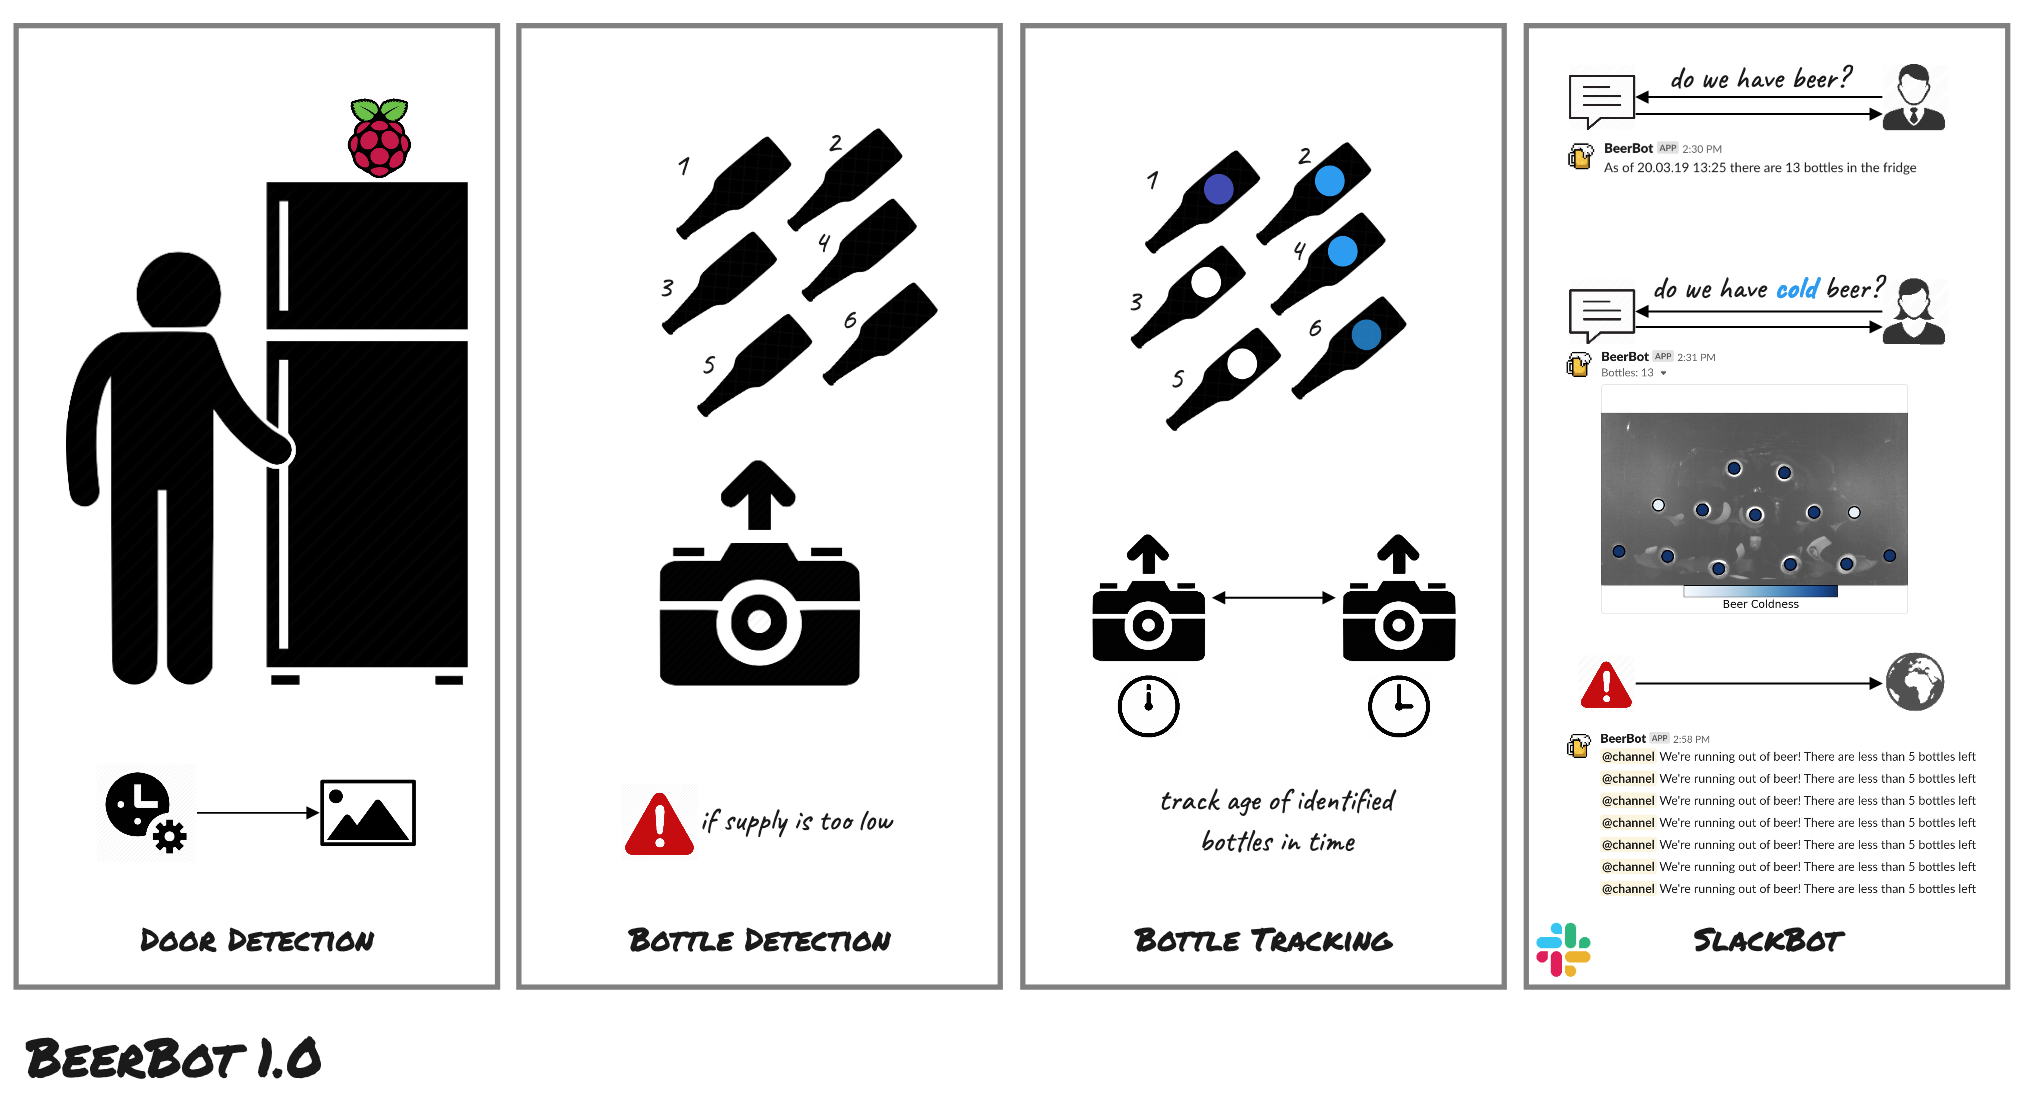 1
2
3
4
5
6
if supply is too low
DOOR DETECTION
BOTTLE DETECTION
1
2
3
4
5
6
track age of identified
bottles in time
BOTTLE TRACKING
do we have beer?
BeerBot APP 2:30 PM
As of 20.03.19 13:25 there are 13 bottles in the fridge
do we have cold beer?
BeerBot APP 2:31 PM
Bottles: 13
Beer Coldness
BeerBot APP 2:58 PM
@channel We're running out of beer! There are less than 5 bottles left
@channel We're running out of beer! There are less than 5 bottles left
@channel We're running out of beer! There are less than 5 bottles left
@channel We're running out of beer! There are less than 5 bottles left
@channel We're running out of beer! There are less than 5 bottles left
@channel We're running out of beer! There are less than 5 bottles left
@channel We're running out of beer! There are less than 5 bottles left
SLACKBOT
BEERBOT 1.0